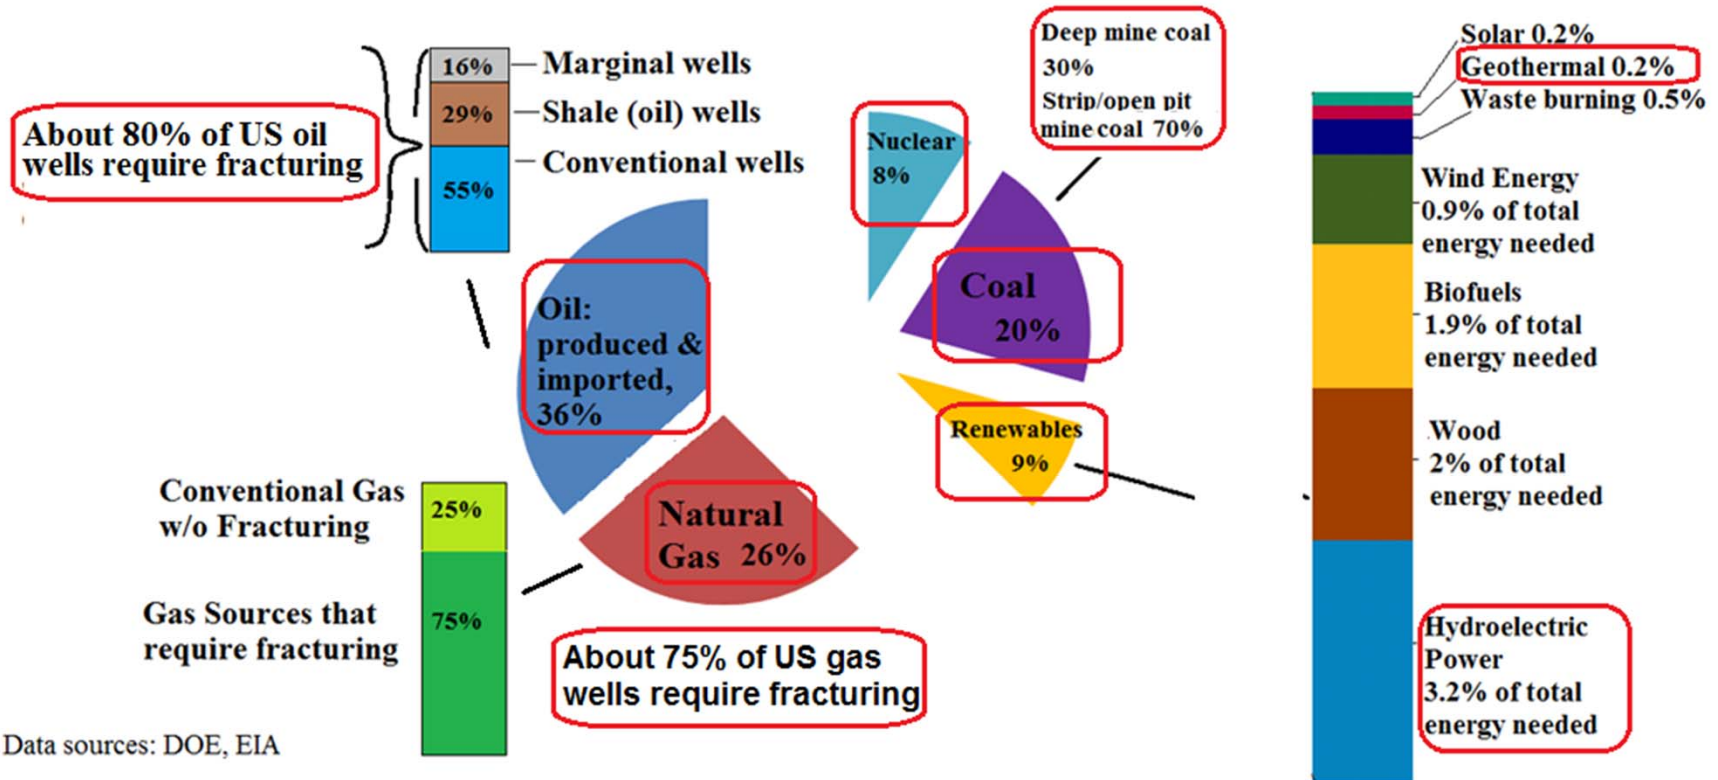 About 80% of US oil
wells require fracturing
16%
Marginal wells
29%
Shale (oil) wells
55%
Conventional wells
Nuclear
8%
Deep mine coal
30%
Strip/open pit
mine coal 70%
Coal
20%
Oil:
produced &
imported,
36%
Renewables
9%
Natural
Gas 26%
Conventional Gas
w/o Fracturing
25%
Gas Sources that
require fracturing
75%
About 75% of US gas
wells require fracturing
Data sources: DOE, EIA
Solar 0.2%
Geothermal 0.2%
Waste burning 0.5%
Wind Energy
0.9% of total
energy needed
Biofuels
1.9% of total
energy needed
Wood
2% of total
energy needed
Hydroelectric
Power
3.2% of total
energy needed